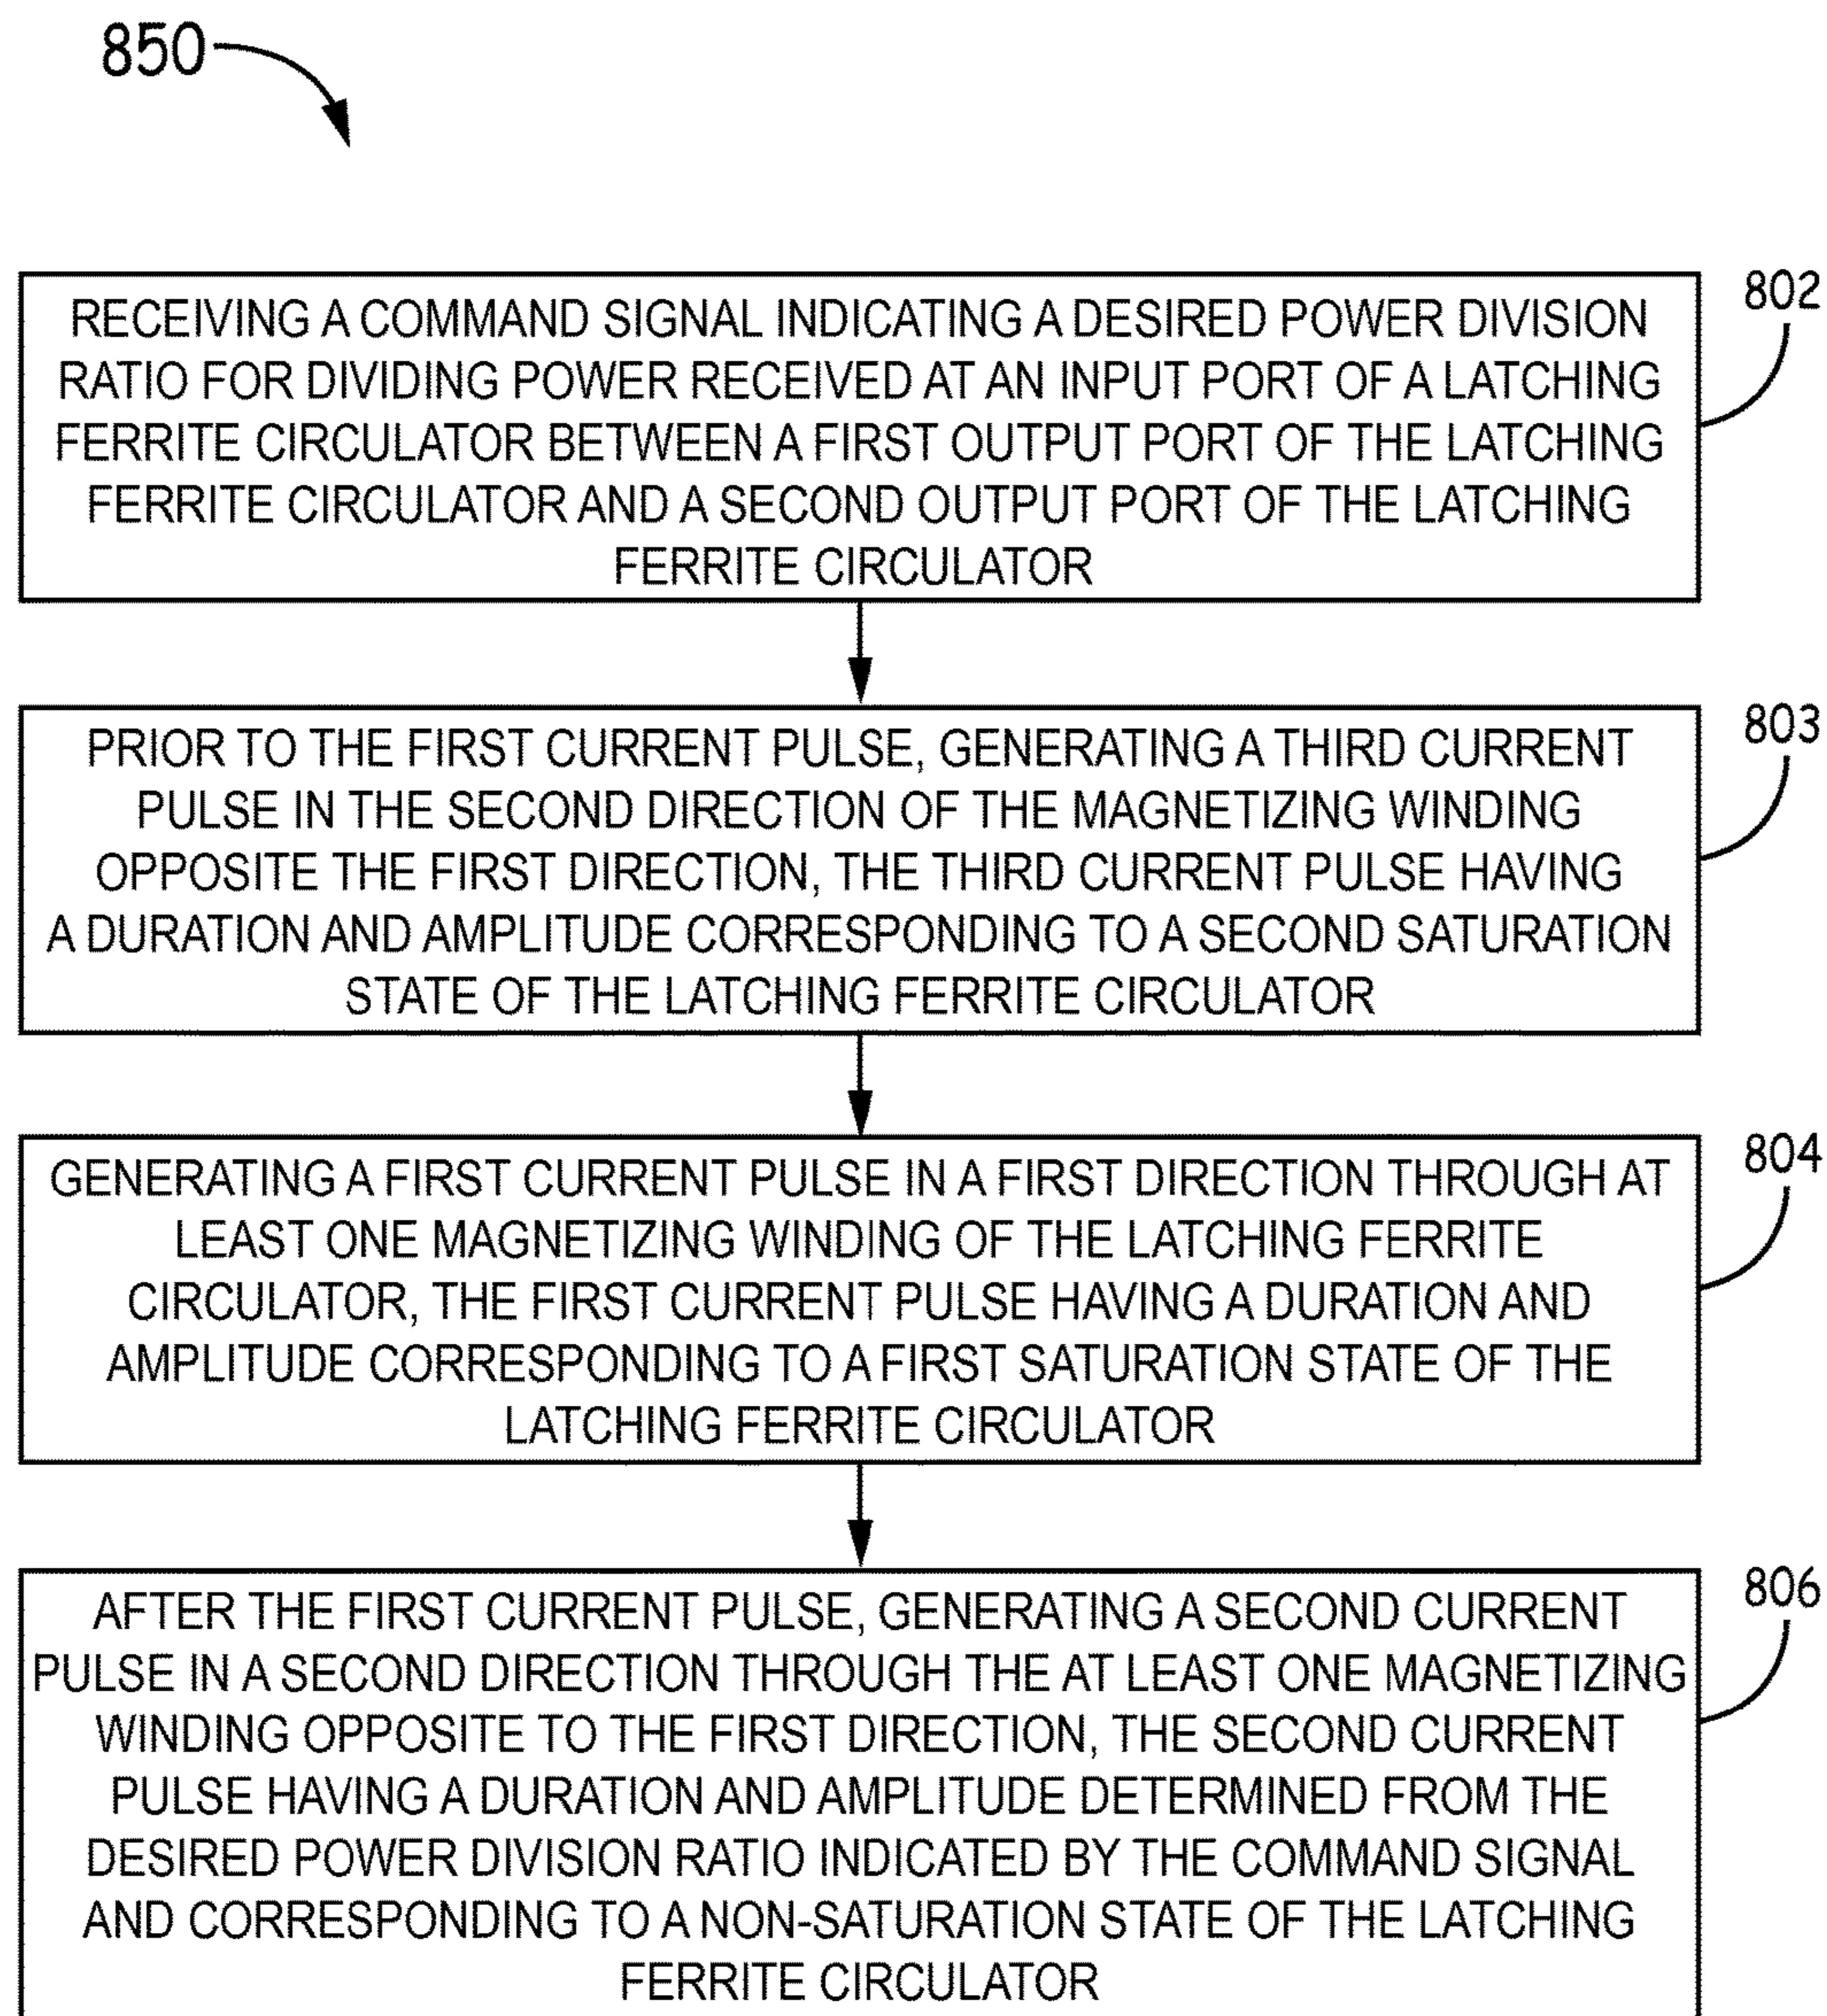 850
802
RECEIVING A COMMAND SIGNAL INDICATING A DESIRED POWER DIVISION
RATIO FOR DIVIDING POWER RECEIVED AT AN INPUT PORT OF A LATCHING
FERRITE CIRCULATOR BETWEEN A FIRST OUTPUT PORT OF THE LATCHING
FERRITE CIRCULATOR AND A SECOND OUTPUT PORT OF THE LATCHING
FERRITE CIRCULATOR
803
PRIOR TO THE FIRST CURRENT PULSE, GENERATING A THIRD CURRENT
PULSE IN THE SECOND DIRECTION OF THE MAGNETIZING WINDING
OPPOSITE THE FIRST DIRECTION, THE THIRD CURRENT PULSE HAVING
A DURATION AND AMPLITUDE CORRESPONDING TO A SECOND SATURATION
STATE OF THE LATCHING FERRITE CIRCULATOR
804
GENERATING A FIRST CURRENT PULSE IN A FIRST DIRECTION THROUGH AT
LEAST ONE MAGNETIZING WINDING OF THE LATCHING FERRITE
CIRCULATOR, THE FIRST CURRENT PULSE HAVING A DURATION AND
AMPLITUDE CORRESPONDING TO A FIRST SATURATION STATE OF THE
LATCHING FERRITE CIRCULATOR
806
AFTER THE FIRST CURRENT PULSE, GENERATING A SECOND CURRENT
PULSE IN A SECOND DIRECTION THROUGH THE AT LEAST ONE MAGNETIZING
WINDING OPPOSITE TO THE FIRST DIRECTION, THE SECOND CURRENT
PULSE HAVING A DURATION AND AMPLITUDE DETERMINED FROM THE
DESIRED POWER DIVISION RATIO INDICATED BY THE COMMAND SIGNAL
AND CORRESPONDING TO A NON-SATURATION STATE OF THE LATCHING
FERRITE CIRCULATOR